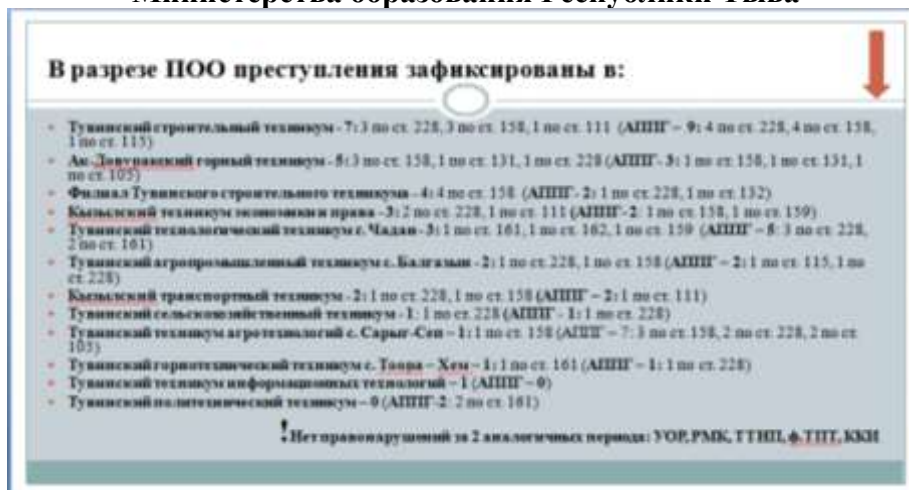 Министерства образования Республики Тыва
В разрезе ПОО преступления зафиксированы в:
Тувинский строительный техникум - 7: 3 по ст. 228, 3 по ст. 158, 1 по ст. 111 (АППГ – 9: 4 по ст. 228, 4 по ст. 158,
1 по ст. 115)
Ак-Довуракский горный техникум - 5: 3 по ст. 158, 1 по ст. 131, 1 по ст. 228 (АППГ- 3: 1 по ст. 158, 1 по ст. 131, 1
по ст. 105)
Филиал Тувинского строительного техникума - 4: 4 по ст. 158 (АППГ- 2: 1 по ст. 228, 1 по ст. 132)
Кызылский техникум экономики и права - 3: 2 по ст. 228, 1 по ст. 111 (АППГ-2: 1 по ст. 158, 1 по ст. 159)
Тувинский технологический техникум с. Чадан - 3: 1 по ст. 161, 1 по ст. 162, 1 по ст. 159 (АППГ – 5: 3 по ст. 228,
2 по ст. 161)
Тувинский агропромышленный техникум с. Балгазын - 2: 1 по ст. 228, 1 по ст. 158 (АППГ – 2: 1 по ст. 115, 1 по
ст. 228)
Кызылский транспортный техникум - 2: 1 по ст. 228, 1 по ст. 158 (АППГ – 2: 1 по ст. 111)
Тувинский сельскохозяйственный техникум - 1: 1 по ст. 228 (АППГ - 1: 1 по ст. 228)
Тувинский техникум агротехнологий с. Сарыг-Сеп – 1: 1 по ст. 158 (АППГ – 7: 3 по ст. 158, 2 по ст. 228, 2 по ст.
105)
Тувинский горнотехнический техникум с. Тоора – Хем – 1: 1 по ст. 161 (АППГ – 1: 1 по ст. 228)
Тувинский техникум информационных технологий – 1 (АППГ – 0)
Тувинский политехнический техникум – 0 (АППГ-2: 2 по ст. 161)
! Нет правонарушений за 2 аналогичных периода: УОР, РМК, ТТНП, ф.ТПТ, ККИ